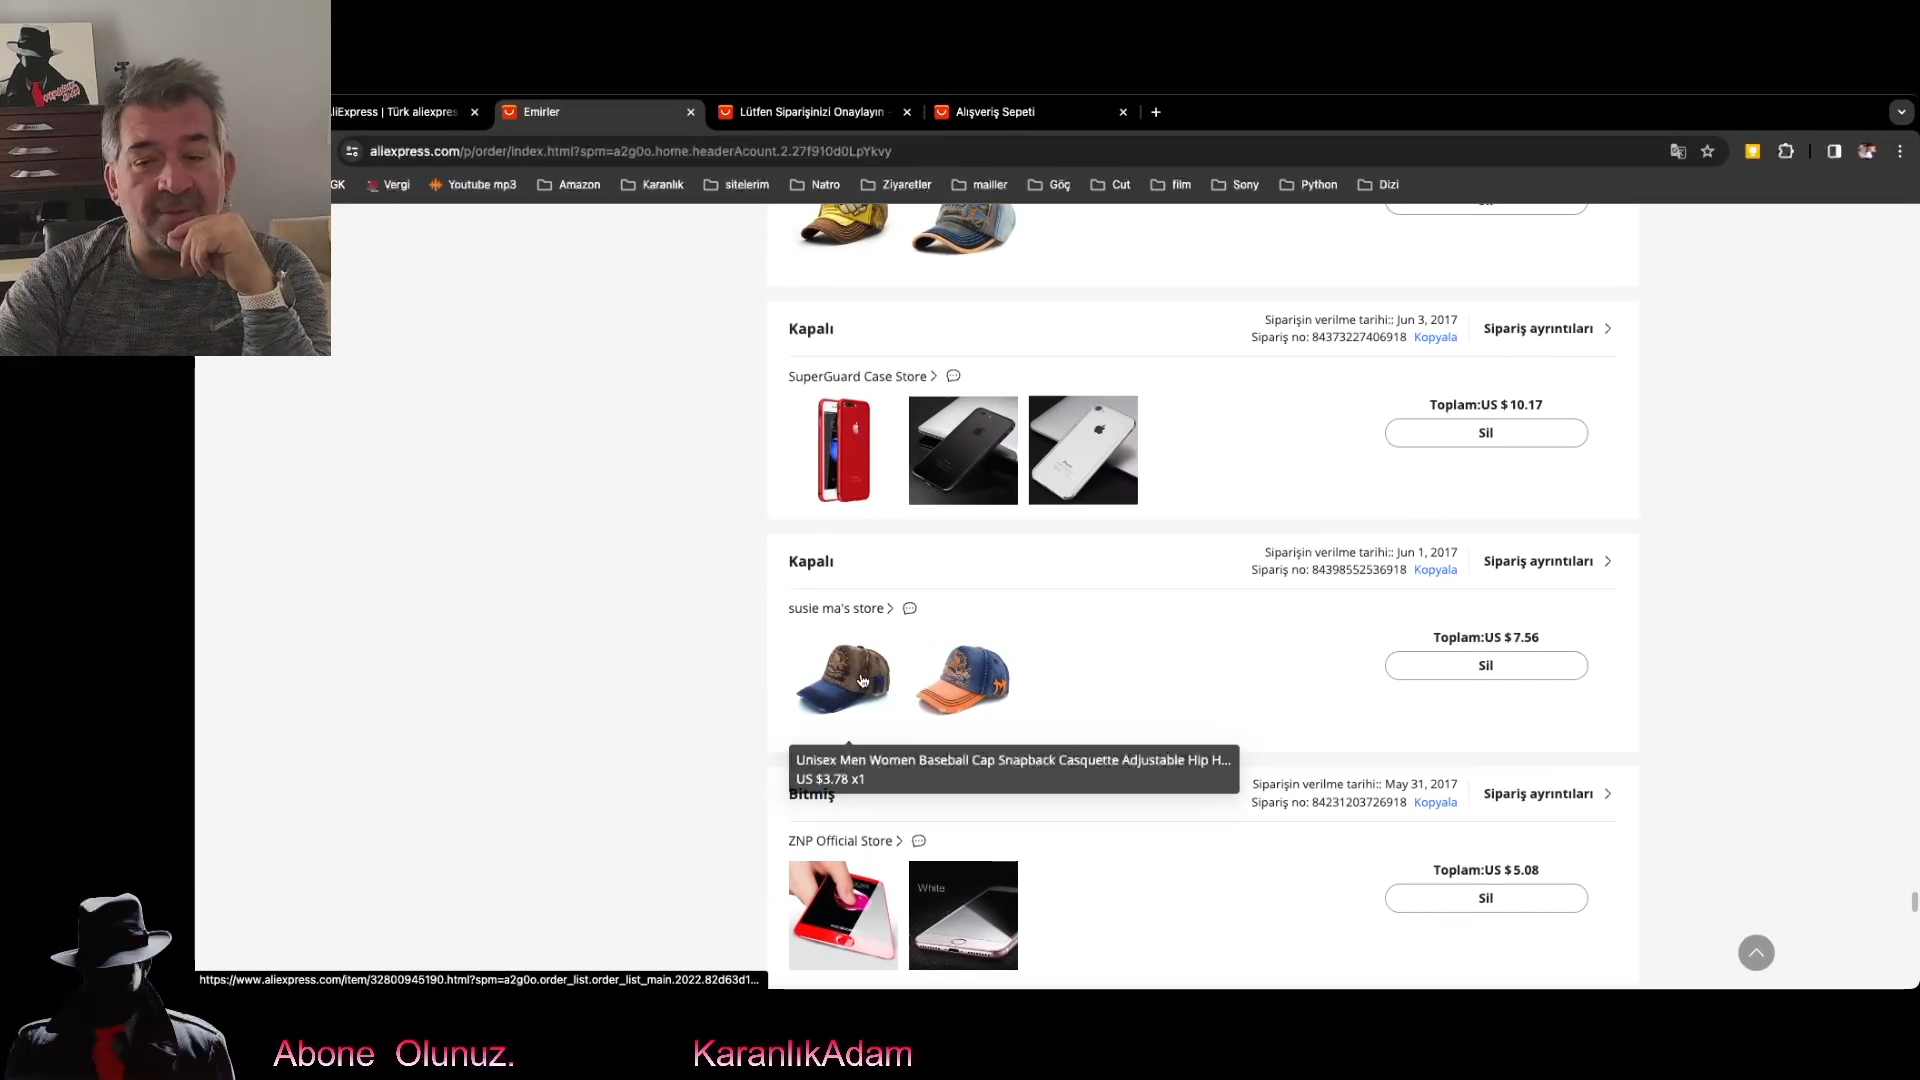 liExpress | Türk aliexpres
Emirler
Lütfen Siparişinizi Onaylayın
Alışveriş Sepeti
aliexpress.com/p/order/index.html?spm=a2g0o.home.headerAcount.2.27f910d0LpYkvy
GK
Vergi
Youtube mp3
Amazon
Karanlık
sitelerim
Natro
Ziyaretler
mailler
Göç
Cut
film
Sony
Python
Dizi
Kapalı
Siparişin verilme tarihi:: Jun 3, 2017
Sipariş no: 84373227406918 Kopyala
Sipariş ayrıntıları
SuperGuard Case Store
Toplam:US $10.17
Sil
Kapalı
Siparişin verilme tarihi:: Jun 1, 2017
Sipariş no: 84398552536918 Kopyala
Sipariş ayrıntıları
susie ma's store
Toplam:US $7.56
Sil
Unisex Men Women Baseball Cap Snapback Casquette Adjustable Hip H...
US $3.78 x1
Bitmiş
Siparişin verilme tarihi:: May 31, 2017
Sipariş no: 84231203726918 Kopyala
Sipariş ayrıntıları
ZNP Official Store
White
Toplam:US $5.08
Sil
https://www.aliexpress.com/item/32800945190.html?spm=a2g0o.order_list.order_list_main.2022.82d63d1...
Abone Olunuz.
KaranlıkAdam